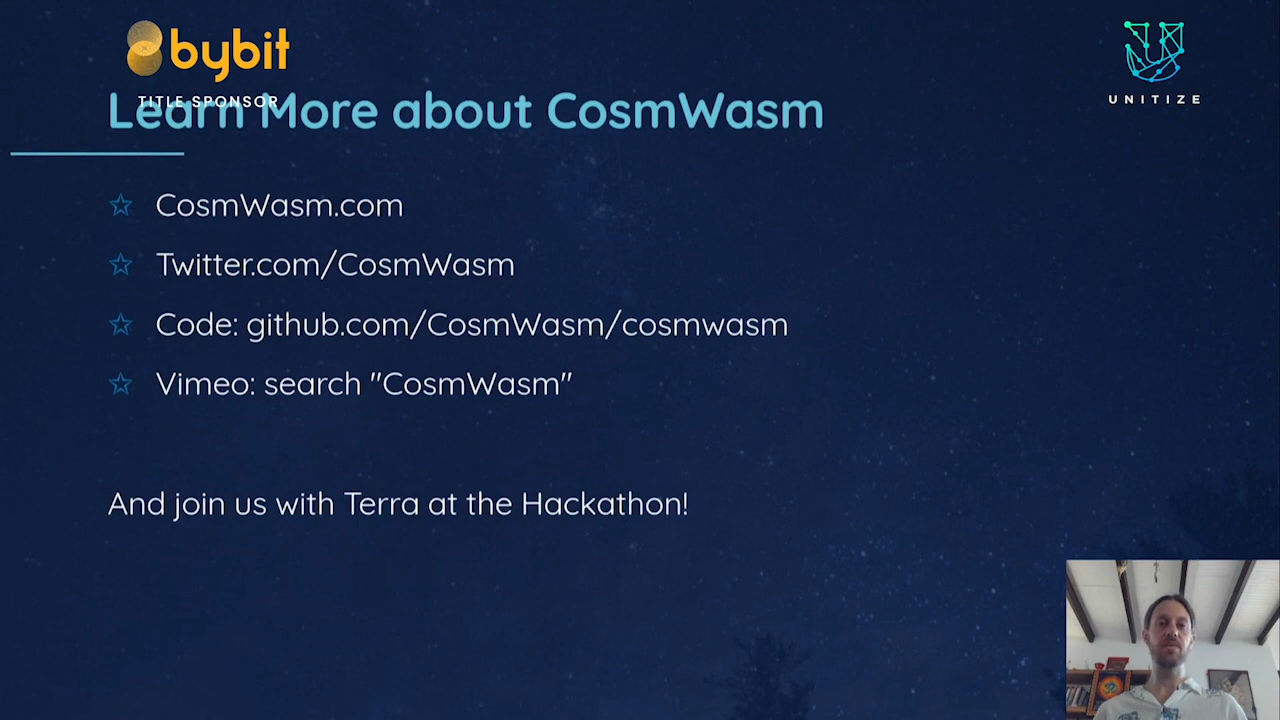 bybit
TITLE SPONSOR
UNITIZE
Learn More about CosmWasm
CosmWasm.com
Twitter.com/CosmWasm
Code: github.com/CosmWasm/cosmwasm
Vimeo: search "CosmWasm"
And join us with Terra at the Hackathon!